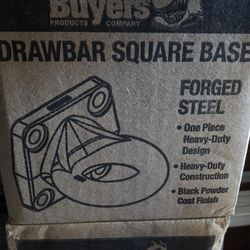 Buyers
PRODUCTS COMPANY
DRAWBAR SQUARE BASE
FORGED
STEEL
• One Piece
Heavy-Duty
Design
• Heavy-Duty
Construction
• Black Powder
Coat Finish